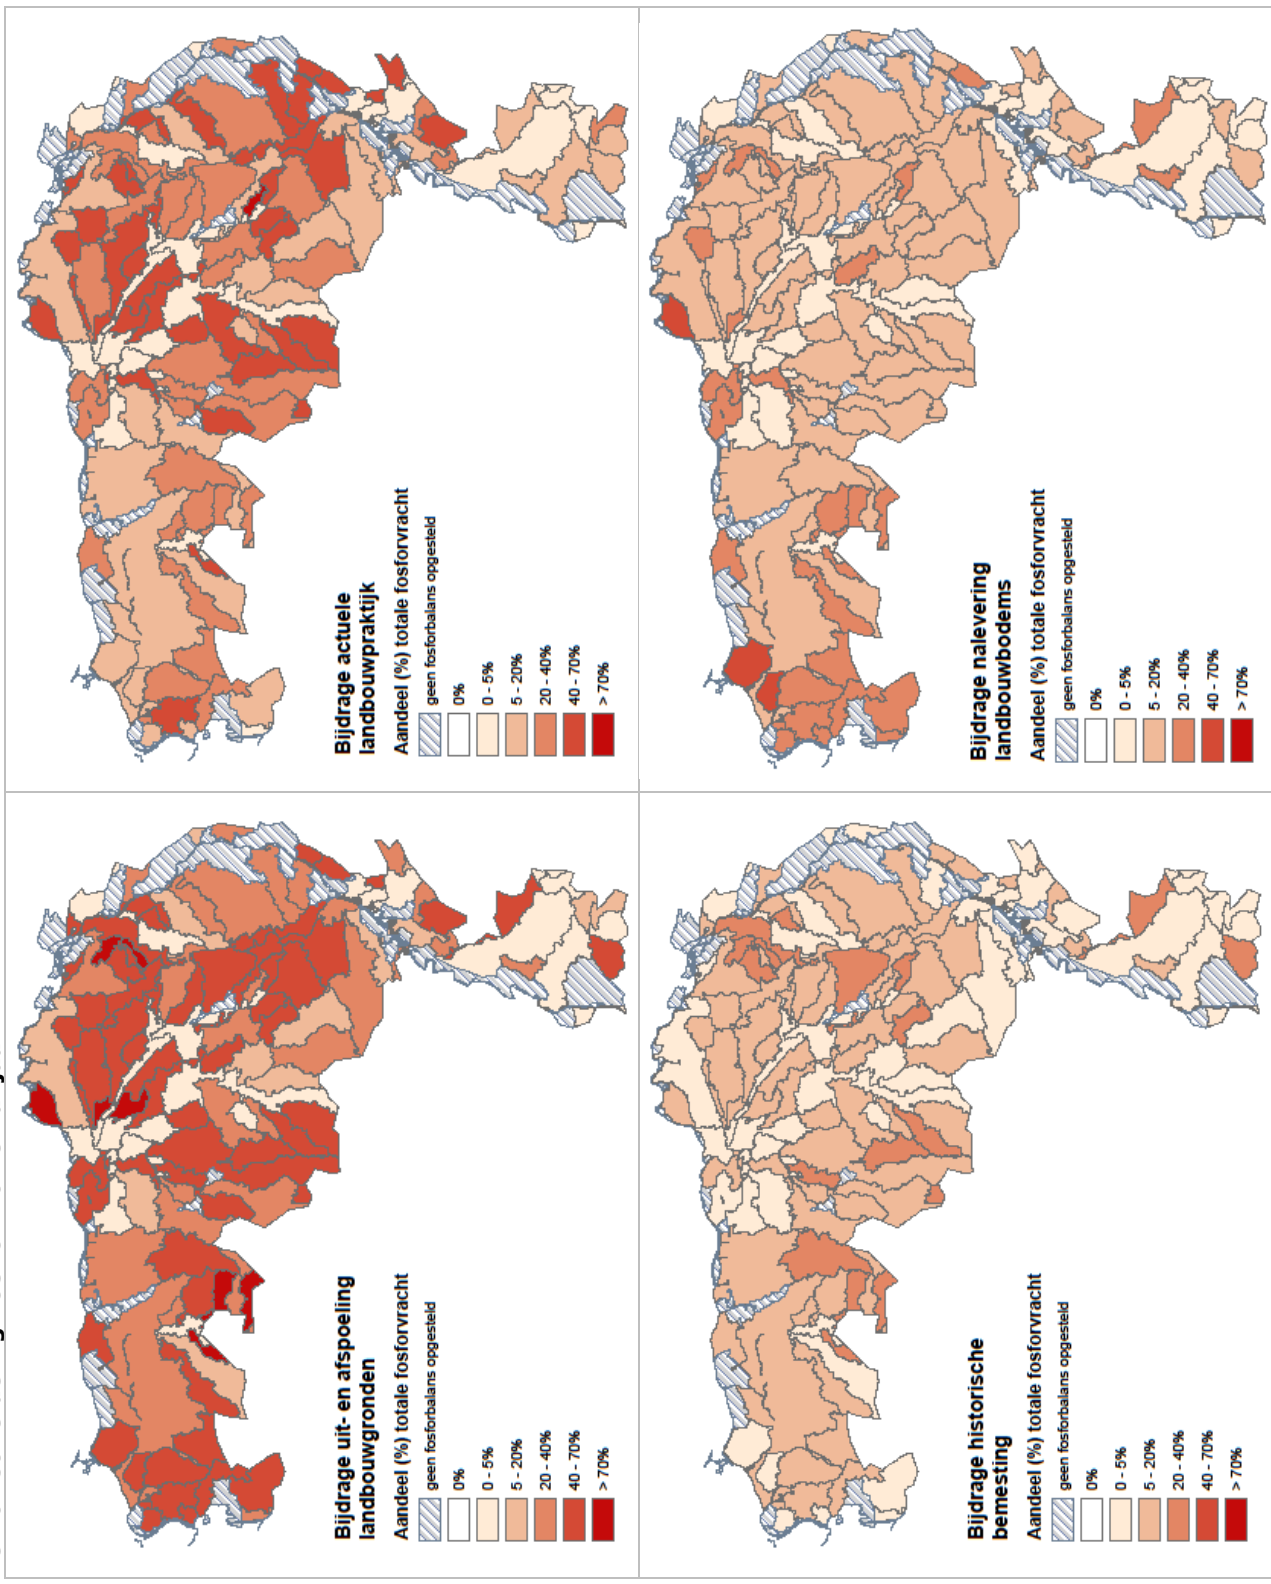 Bijdrage uit- en afspoeling
landbouwgronden
Aandeel (%) totale fosforvracht
geen fosforbalans opgesteld
0%
0 - 5%
5 - 20%
20 - 40%
40 - 70%
> 70%
Bijdrage actuele
landbouwpraktijk
Aandeel (%) totale fosforvracht
geen fosforbalans opgesteld
0%
0 - 5%
5 - 20%
20 - 40%
40 - 70%
> 70%
Bijdrage historische
bemesting
Aandeel (%) totale fosforvracht
geen fosforbalans opgesteld
0%
0 - 5%
5 - 20%
20 - 40%
40 - 70%
> 70%
Bijdrage nalevering
landbouwbodems
Aandeel (%) totale fosforvracht
geen fosforbalans opgesteld
0%
0 - 5%
5 - 20%
20 - 40%
40 - 70%
> 70%